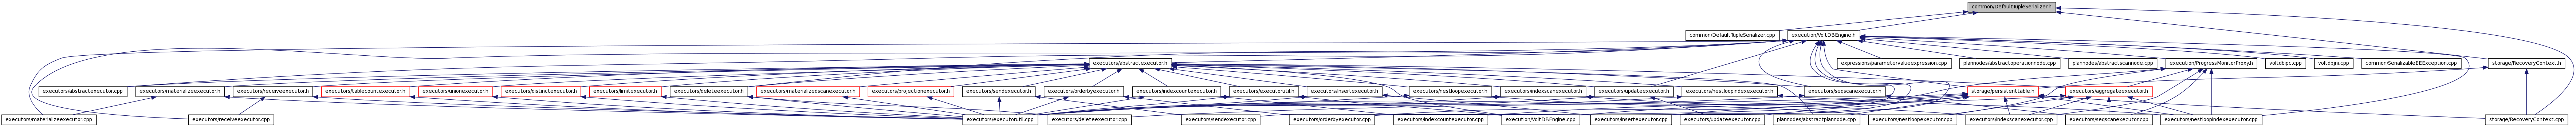 common/DefaultTupleSerializer.h
common/DefaultTupleSerializer.cpp
execution/VoltDBEngine.h
executors/abstractexecutor.h
expressions/parametervalueexpression.cpp
plannodes/abstractoperationnode.cpp
plannodes/abstractscannode.cpp
execution/ProgressMonitorProxy.h
voltdbipc.cpp
voltdbjni.cpp
common/SerializableEEException.cpp
storage/RecoveryContext.h
executors/abstractexecutor.cpp
executors/materializeexecutor.h
executors/receiveexecutor.h
executors/tablecountexecutor.h
executors/unionexecutor.h
executors/distinctexecutor.h
executors/limitexecutor.h
executors/deleteexecutor.h
executors/materializedscanexecutor.h
executors/projectionexecutor.h
executors/sendexecutor.h
executors/orderbyexecutor.h
executors/indexcountexecutor.h
executors/executorutil.h
executors/insertexecutor.h
executors/nestloopexecutor.h
executors/indexscanexecutor.h
executors/updateexecutor.h
executors/nestloopindexexecutor.h
executors/seqscanexecutor.h
storage/persistenttable.h
executors/aggregateexecutor.h
executors/materializeexecutor.cpp
executors/receiveexecutor.cpp
executors/executorutil.cpp
executors/deleteexecutor.cpp
executors/sendexecutor.cpp
executors/orderbyexecutor.cpp
executors/indexcountexecutor.cpp
execution/VoltDBEngine.cpp
executors/insertexecutor.cpp
executors/updateexecutor.cpp
plannodes/abstractplannode.cpp
executors/nestloopexecutor.cpp
executors/indexscanexecutor.cpp
executors/seqscanexecutor.cpp
executors/nestloopindexexecutor.cpp
storage/RecoveryContext.cpp